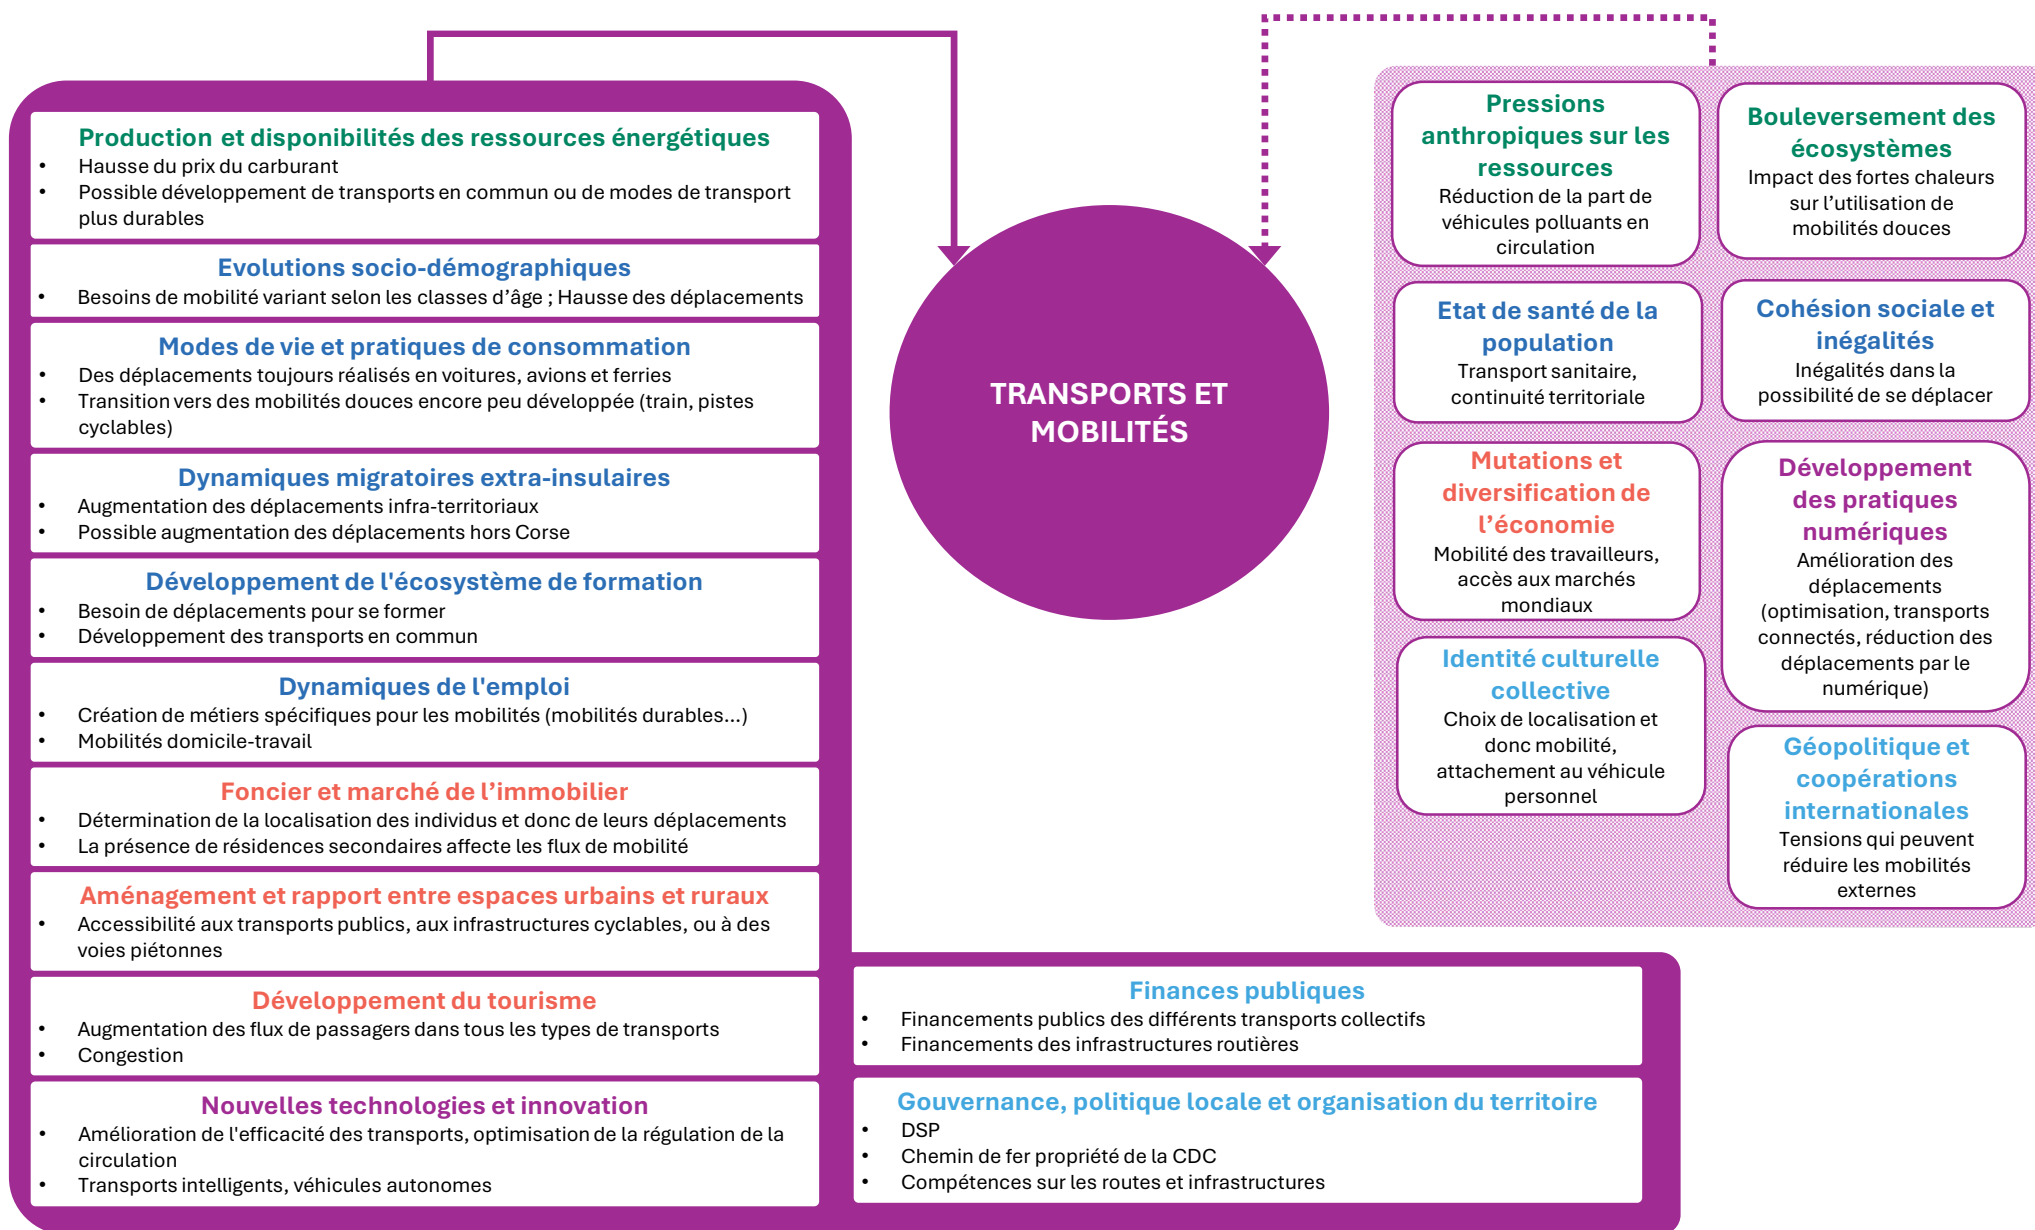 Production et disponibilités des ressources énergétiques
• Hausse du prix du carburant
• Possible développement de transports en commun ou de modes de transport
plus durables
Evolutions socio-démographiques
• Besoins de mobilité variant selon les classes d’âge ; Hausse des déplacements
Modes de vie et pratiques de consommation
• Des déplacements toujours réalisés en voitures, avions et ferries
• Transition vers des mobilités douces encore peu développée (train, pistes
cyclables)
Dynamiques migratoires extra-insulaires
• Augmentation des déplacements infra-territoriaux
• Possible augmentation des déplacements hors Corse
Développement de l'écosystème de formation
• Besoin de déplacements pour se former
• Développement des transports en commun
Dynamiques de l'emploi
• Création de métiers spécifiques pour les mobilités (mobilités durables...)
• Mobilités domicile-travail
Foncier et marché de l’immobilier
• Détermination de la localisation des individus et donc de leurs déplacements
• La présence de résidences secondaires affecte les flux de mobilité
Aménagement et rapport entre espaces urbains et ruraux
• Accessibilité aux transports publics, aux infrastructures cyclables, ou à des
voies piétonnes
Développement du tourisme
• Augmentation des flux de passagers dans tous les types de transports
• Congestion
Nouvelles technologies et innovation
• Amélioration de l'efficacité des transports, optimisation de la régulation de la
circulation
• Transports intelligents, véhicules autonomes
Finances publiques
• Financements publics des différents transports collectifs
• Financements des infrastructures routières
Gouvernance, politique locale et organisation du territoire
• DSP
• Chemin de fer propriété de la CDC
• Compétences sur les routes et infrastructures
TRANSPORTS ET
MOBILITÉS
Pressions
anthropiques sur les
ressources
Réduction de la part de
véhicules polluants en
circulation
Bouleversement des
écosystèmes
Impact des fortes chaleurs
sur l’utilisation de
mobilités douces
Etat de santé de la
population
Transport sanitaire,
continuité territoriale
Cohésion sociale et
inégalités
Inégalités dans la
possibilité de se déplacer
Mutations et
diversification de
l’économie
Mobilité des travailleurs,
accès aux marchés
mondiaux
Développement
des pratiques
numériques
Amélioration des
déplacements
(optimisation, transports
connectés, réduction des
déplacements par le
numérique)
Identité culturelle
collective
Choix de localisation et
donc mobilité,
attachement au véhicule
personnel
Géopolitique et
coopérations
internationales
Tensions qui peuvent
réduire les mobilités
externes